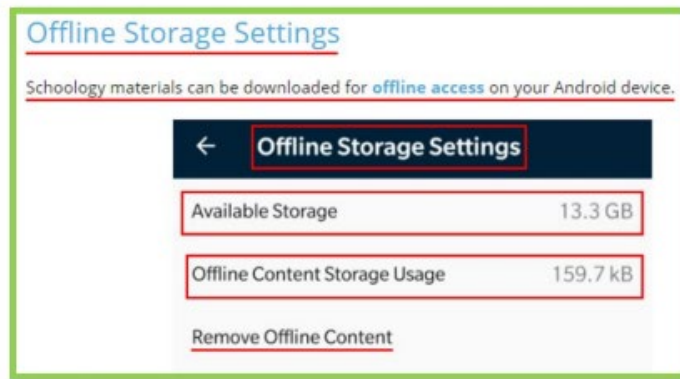 Offline Storage Settings
Schoology materials can be downloaded for offline access on your Android device.
← Offline Storage Settings
Available Storage 13.3 GB
Offline Content Storage Usage 159.7 kB
Remove Offline Content